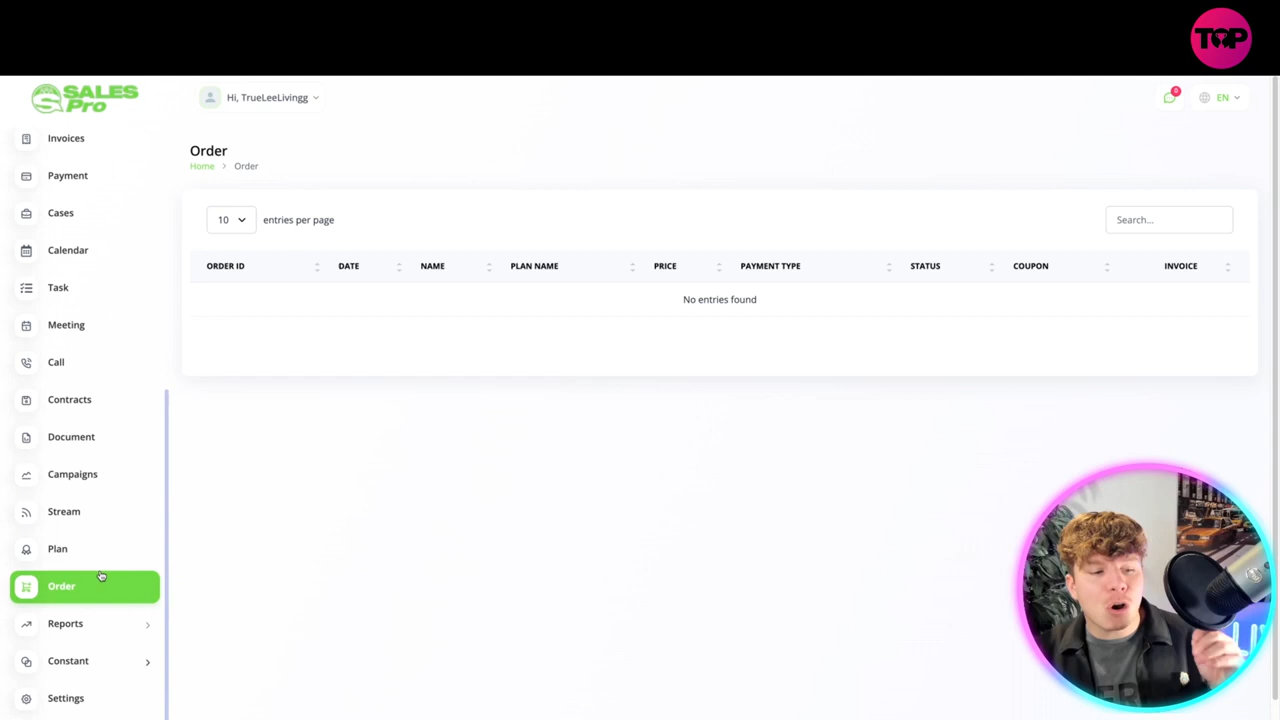 TOP
SALES
Pro
Hi, TrueLeeLivingg
0
EN
Invoices
Payment
Cases
Calendar
Task
Meeting
Call
Contracts
Document
Campaigns
Stream
Plan
Order
Reports
Constant
Settings
Order
Home > Order
10 entries per page
Search...
ORDER ID DATE NAME PLAN NAME PRICE PAYMENT TYPE STATUS COUPON INVOICE
No entries found